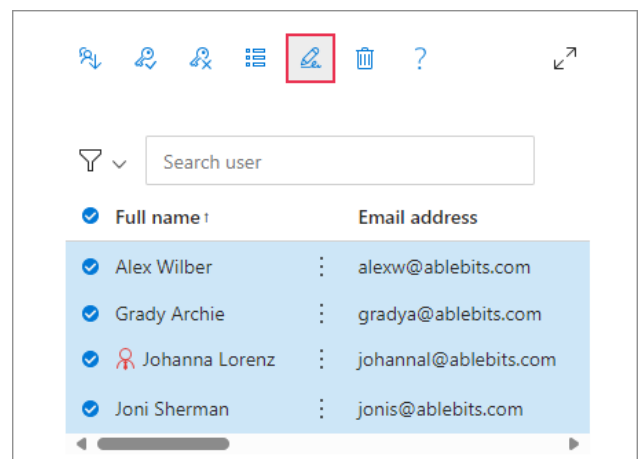 ?
Search user
Full name ↑ Email address
Alex Wilber alexw@ablebits.com
Grady Archie gradya@ablebits.com
Johanna Lorenz johannal@ablebits.com
Joni Sherman jonis@ablebits.com